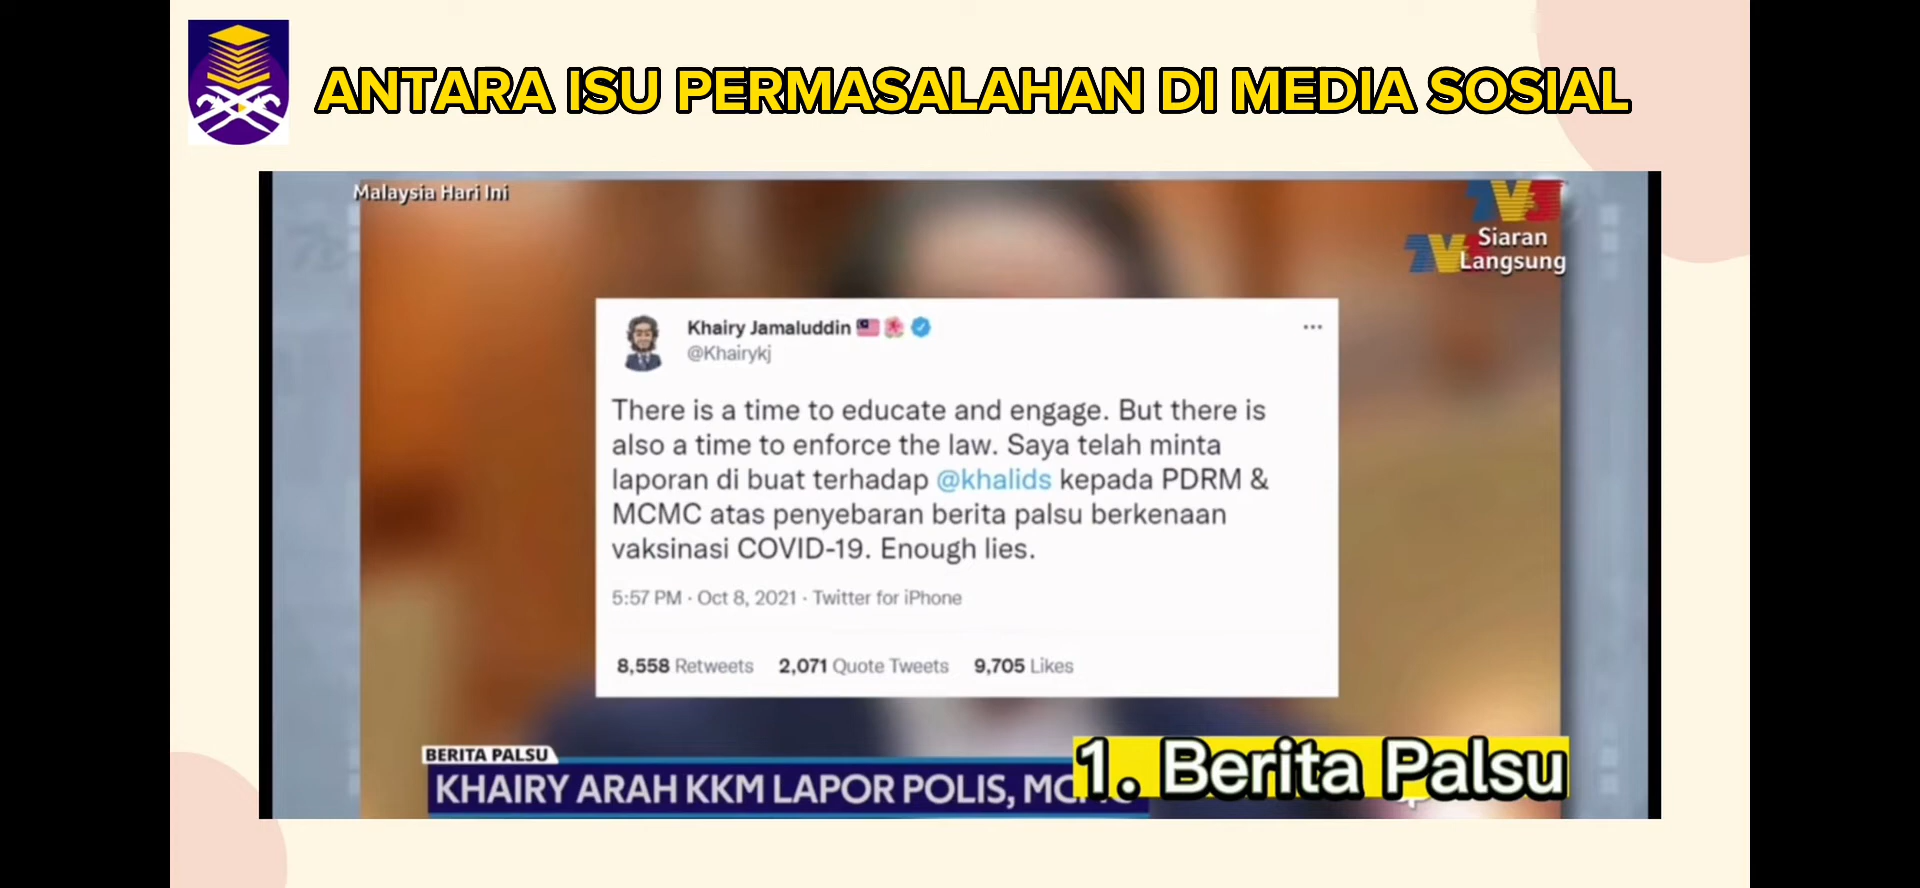 ANTARA ISU PERMASALAHAN DI MEDIA SOSIAL
Malaysia Hari Ini
TV3
Siaran
Langsung
Khairy Jamaluddin
@Khairykj
There is a time to educate and engage. But there is
also a time to enforce the law. Saya telah minta
laporan di buat terhadap @khalids kepada PDRM &
MCMC atas penyebaran berita palsu berkenaan
vaksinasi COVID-19. Enough lies.
5:57 PM · Oct 8, 2021 · Twitter for iPhone
8,558 Retweets 2,071 Quote Tweets 9,705 Likes
BERITA PALSU
KHAIRY ARAH KKM LAPOR POLIS,
1. Berita Palsu